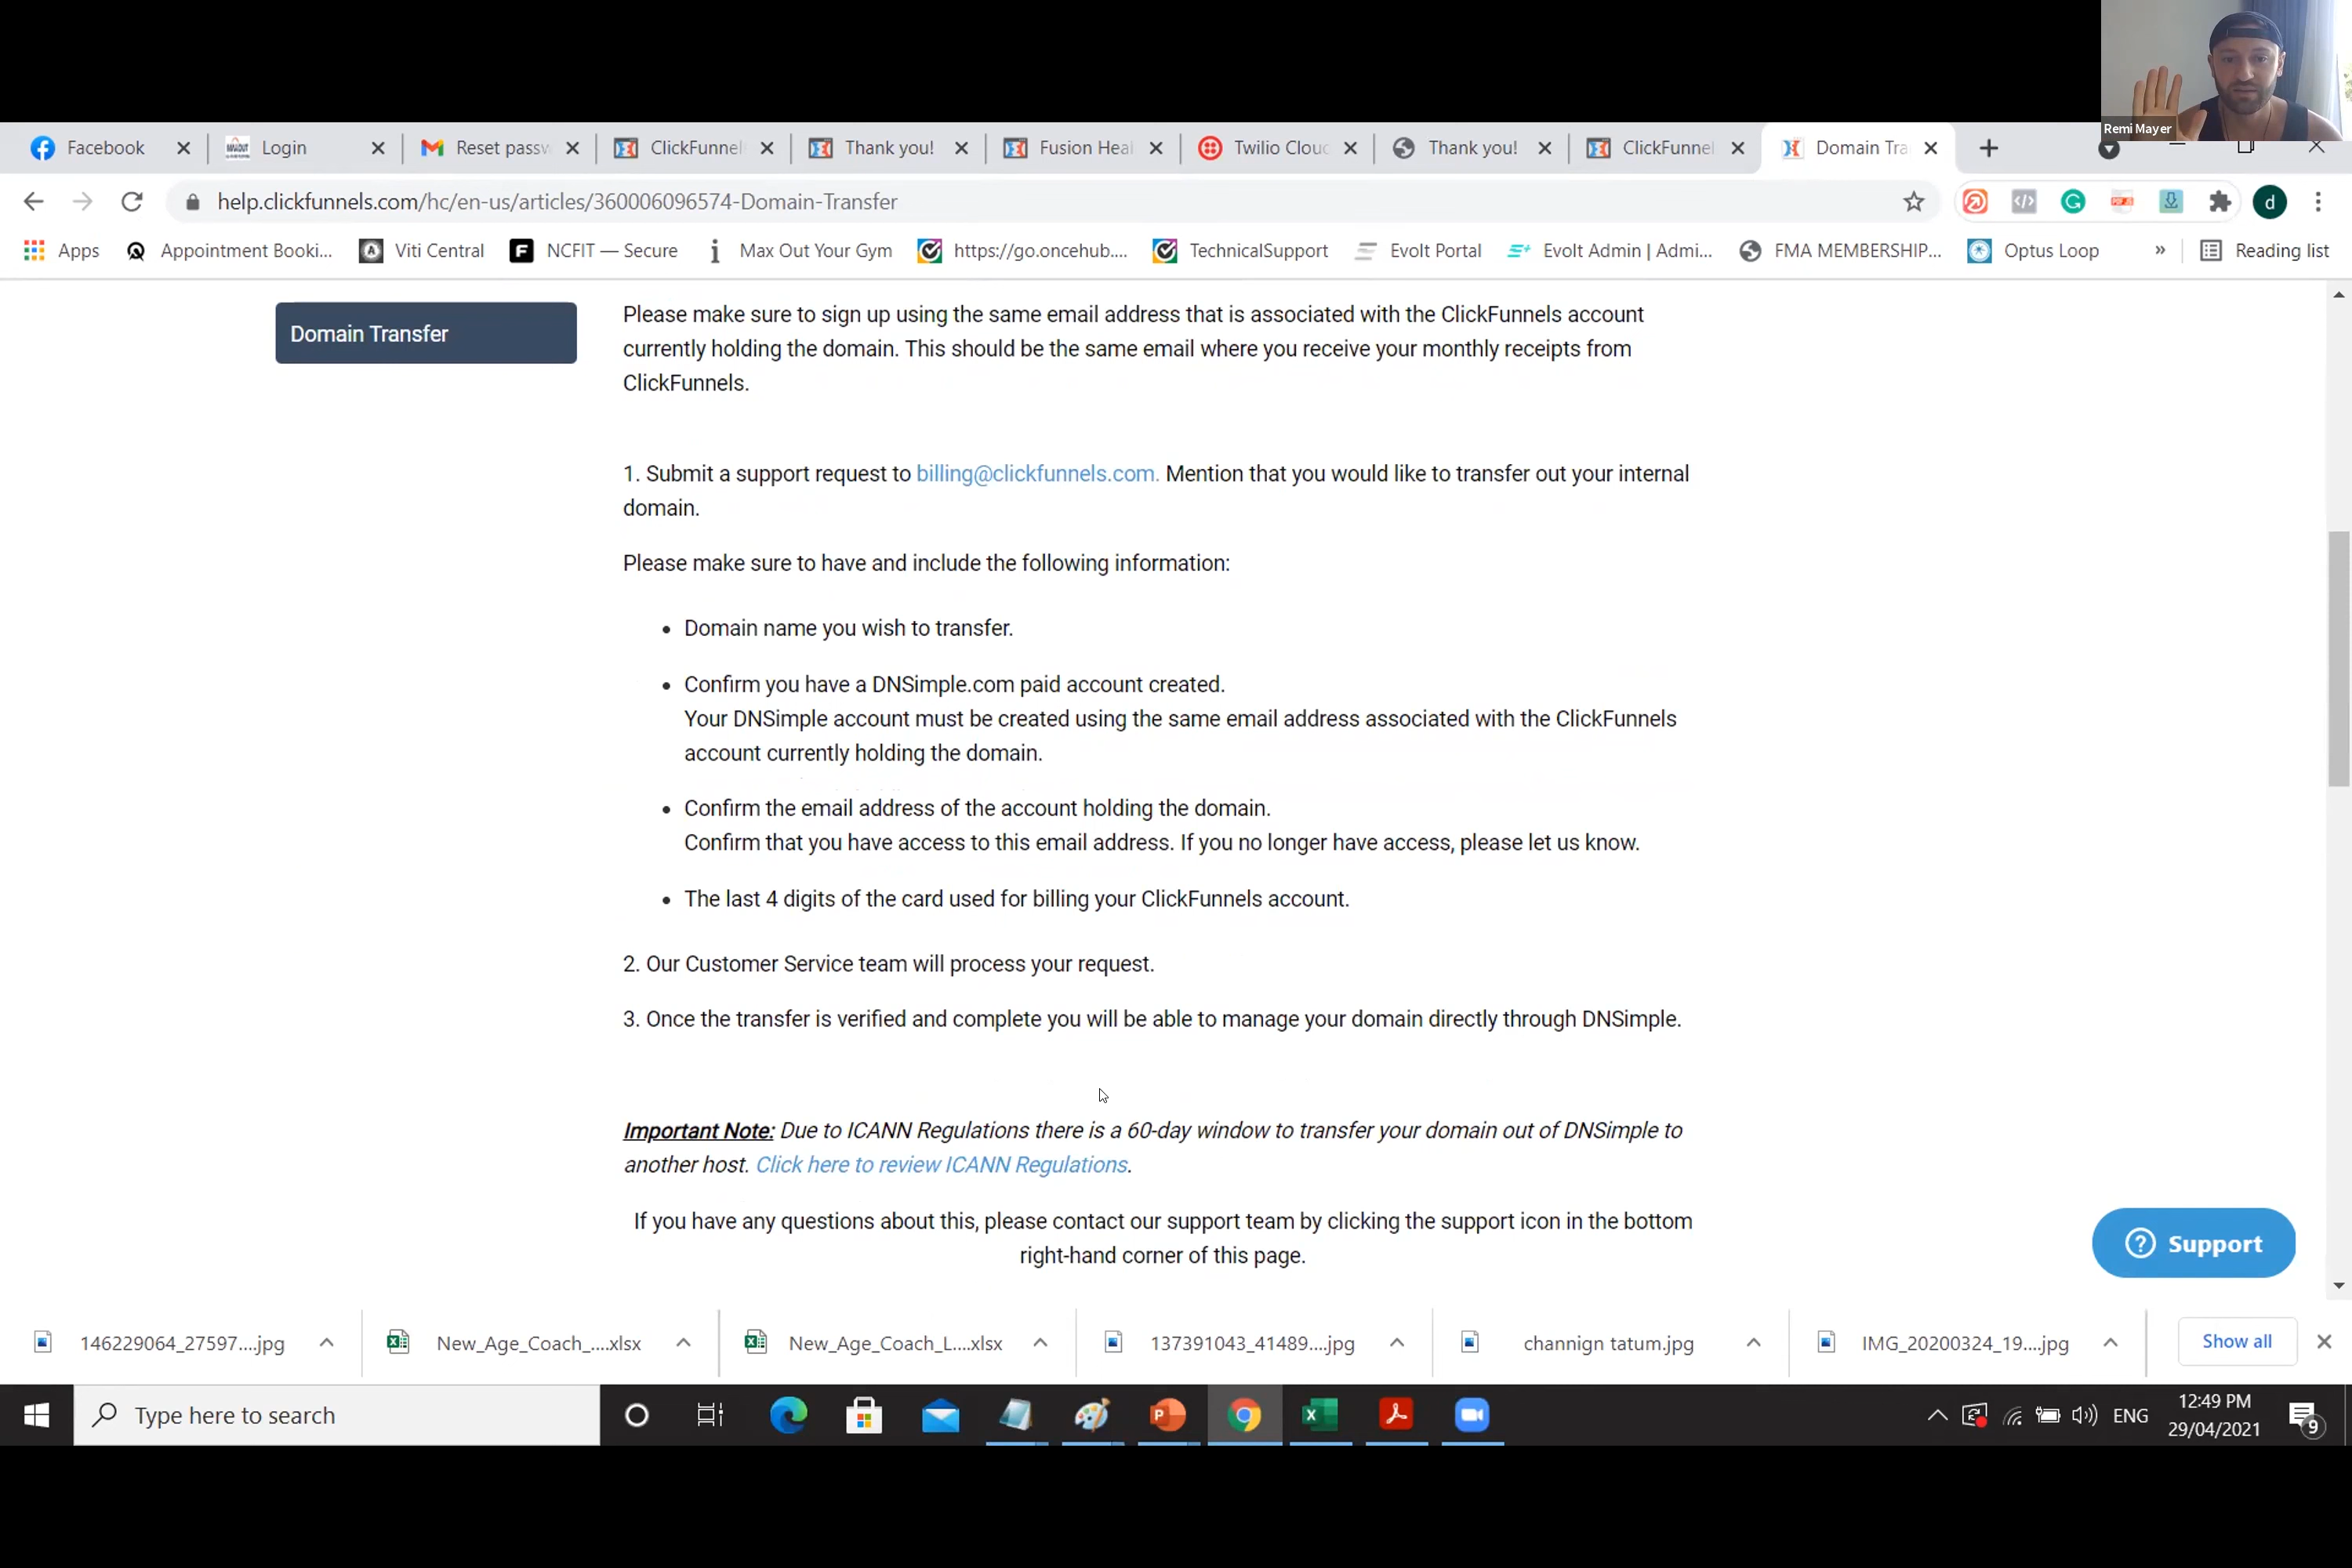 Remi Mayer
Facebook
Login
Reset passw
ClickFunnel
Thank you!
Fusion Heal
Twilio Clouc
Thank you!
ClickFunnel
Domain Tra
help.clickfunnels.com/hc/en-us/articles/360006096574-Domain-Transfer
d
Apps
Appointment Booki...
Viti Central
NCFIT — Secure
Max Out Your Gym
https://go.oncehub....
TechnicalSupport
Evolt Portal
Evolt Admin | Admi...
FMA MEMBERSHIP...
Optus Loop
»
Reading list
Domain Transfer
Please make sure to sign up using the same email address that is associated with the ClickFunnels account
currently holding the domain. This should be the same email where you receive your monthly receipts from
ClickFunnels.
1. Submit a support request to billing@clickfunnels.com. Mention that you would like to transfer out your internal
domain.
Please make sure to have and include the following information:
• Domain name you wish to transfer.
• Confirm you have a DNSimple.com paid account created.
Your DNSimple account must be created using the same email address associated with the ClickFunnels
account currently holding the domain.
• Confirm the email address of the account holding the domain.
Confirm that you have access to this email address. If you no longer have access, please let us know.
• The last 4 digits of the card used for billing your ClickFunnels account.
2. Our Customer Service team will process your request.
3. Once the transfer is verified and complete you will be able to manage your domain directly through DNSimple.
Important Note: Due to ICANN Regulations there is a 60-day window to transfer your domain out of DNSimple to
another host. Click here to review ICANN Regulations.
If you have any questions about this, please contact our support team by clicking the support icon in the bottom
right-hand corner of this page.
? Support
146229064_27597....jpg
New_Age_Coach_....xlsx
New_Age_Coach_L....xlsx
137391043_41489....jpg
channign tatum.jpg
IMG_20200324_19....jpg
Show all
Type here to search
ENG
12:49 PM
29/04/2021
9